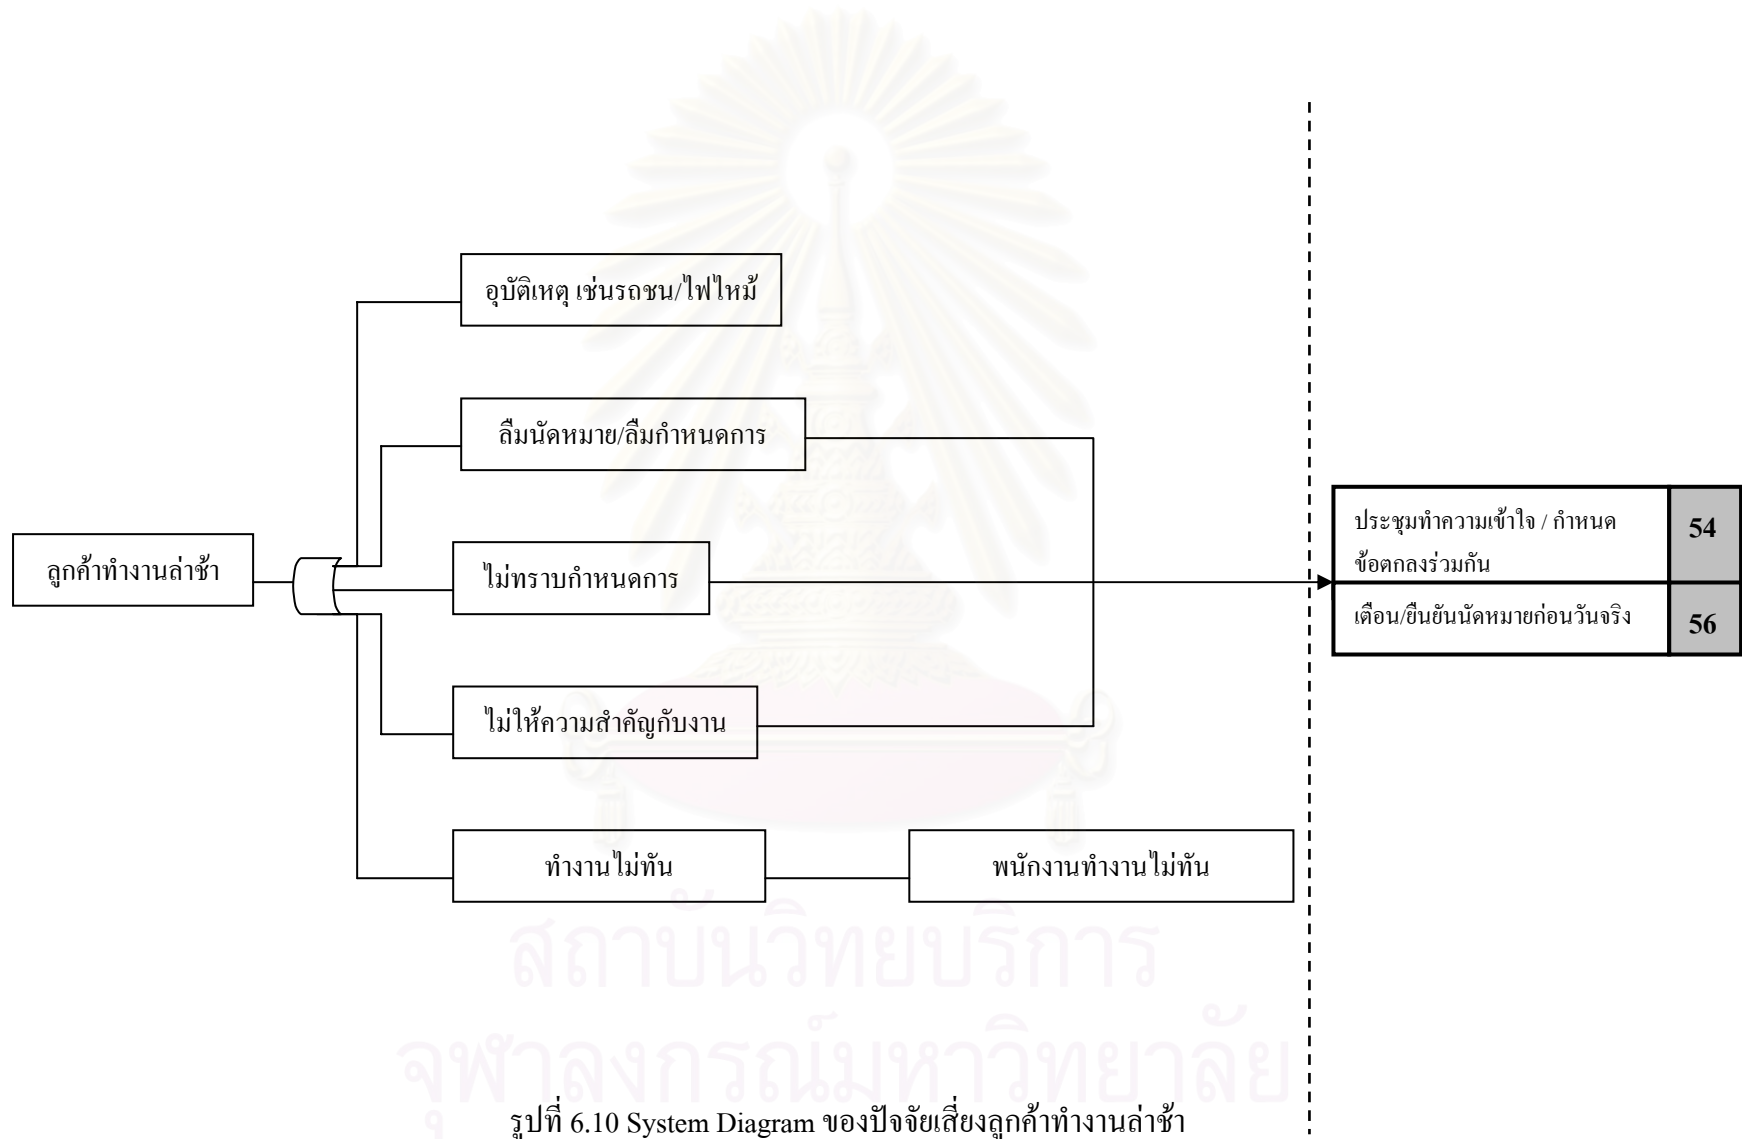 อุบัติเหตุ เช่นรถชน/ไฟไหม้
ลืมนัดหมาย/ลืมกำหนดการ
ลูกค้าทำงานล่าช้า
ไม่ทราบกำหนดการ
ประชุมทำความเข้าใจ / กำหนด
ข้อตกลงร่วมกัน
54
เตือน/ยืนยันนัดหมายก่อนวันจริง
56
ไม่ให้ความสำคัญกับงาน
ทำงานไม่ทัน
พนักงานทำงานไม่ทัน
สถาบันวิทยบริการ
จุฬาลงกรณ์มหาวิทยาลัย
รูปที่ 6.10 System Diagram ของปัจจัยเสี่ยงลูกค้าทำงานล่าช้า